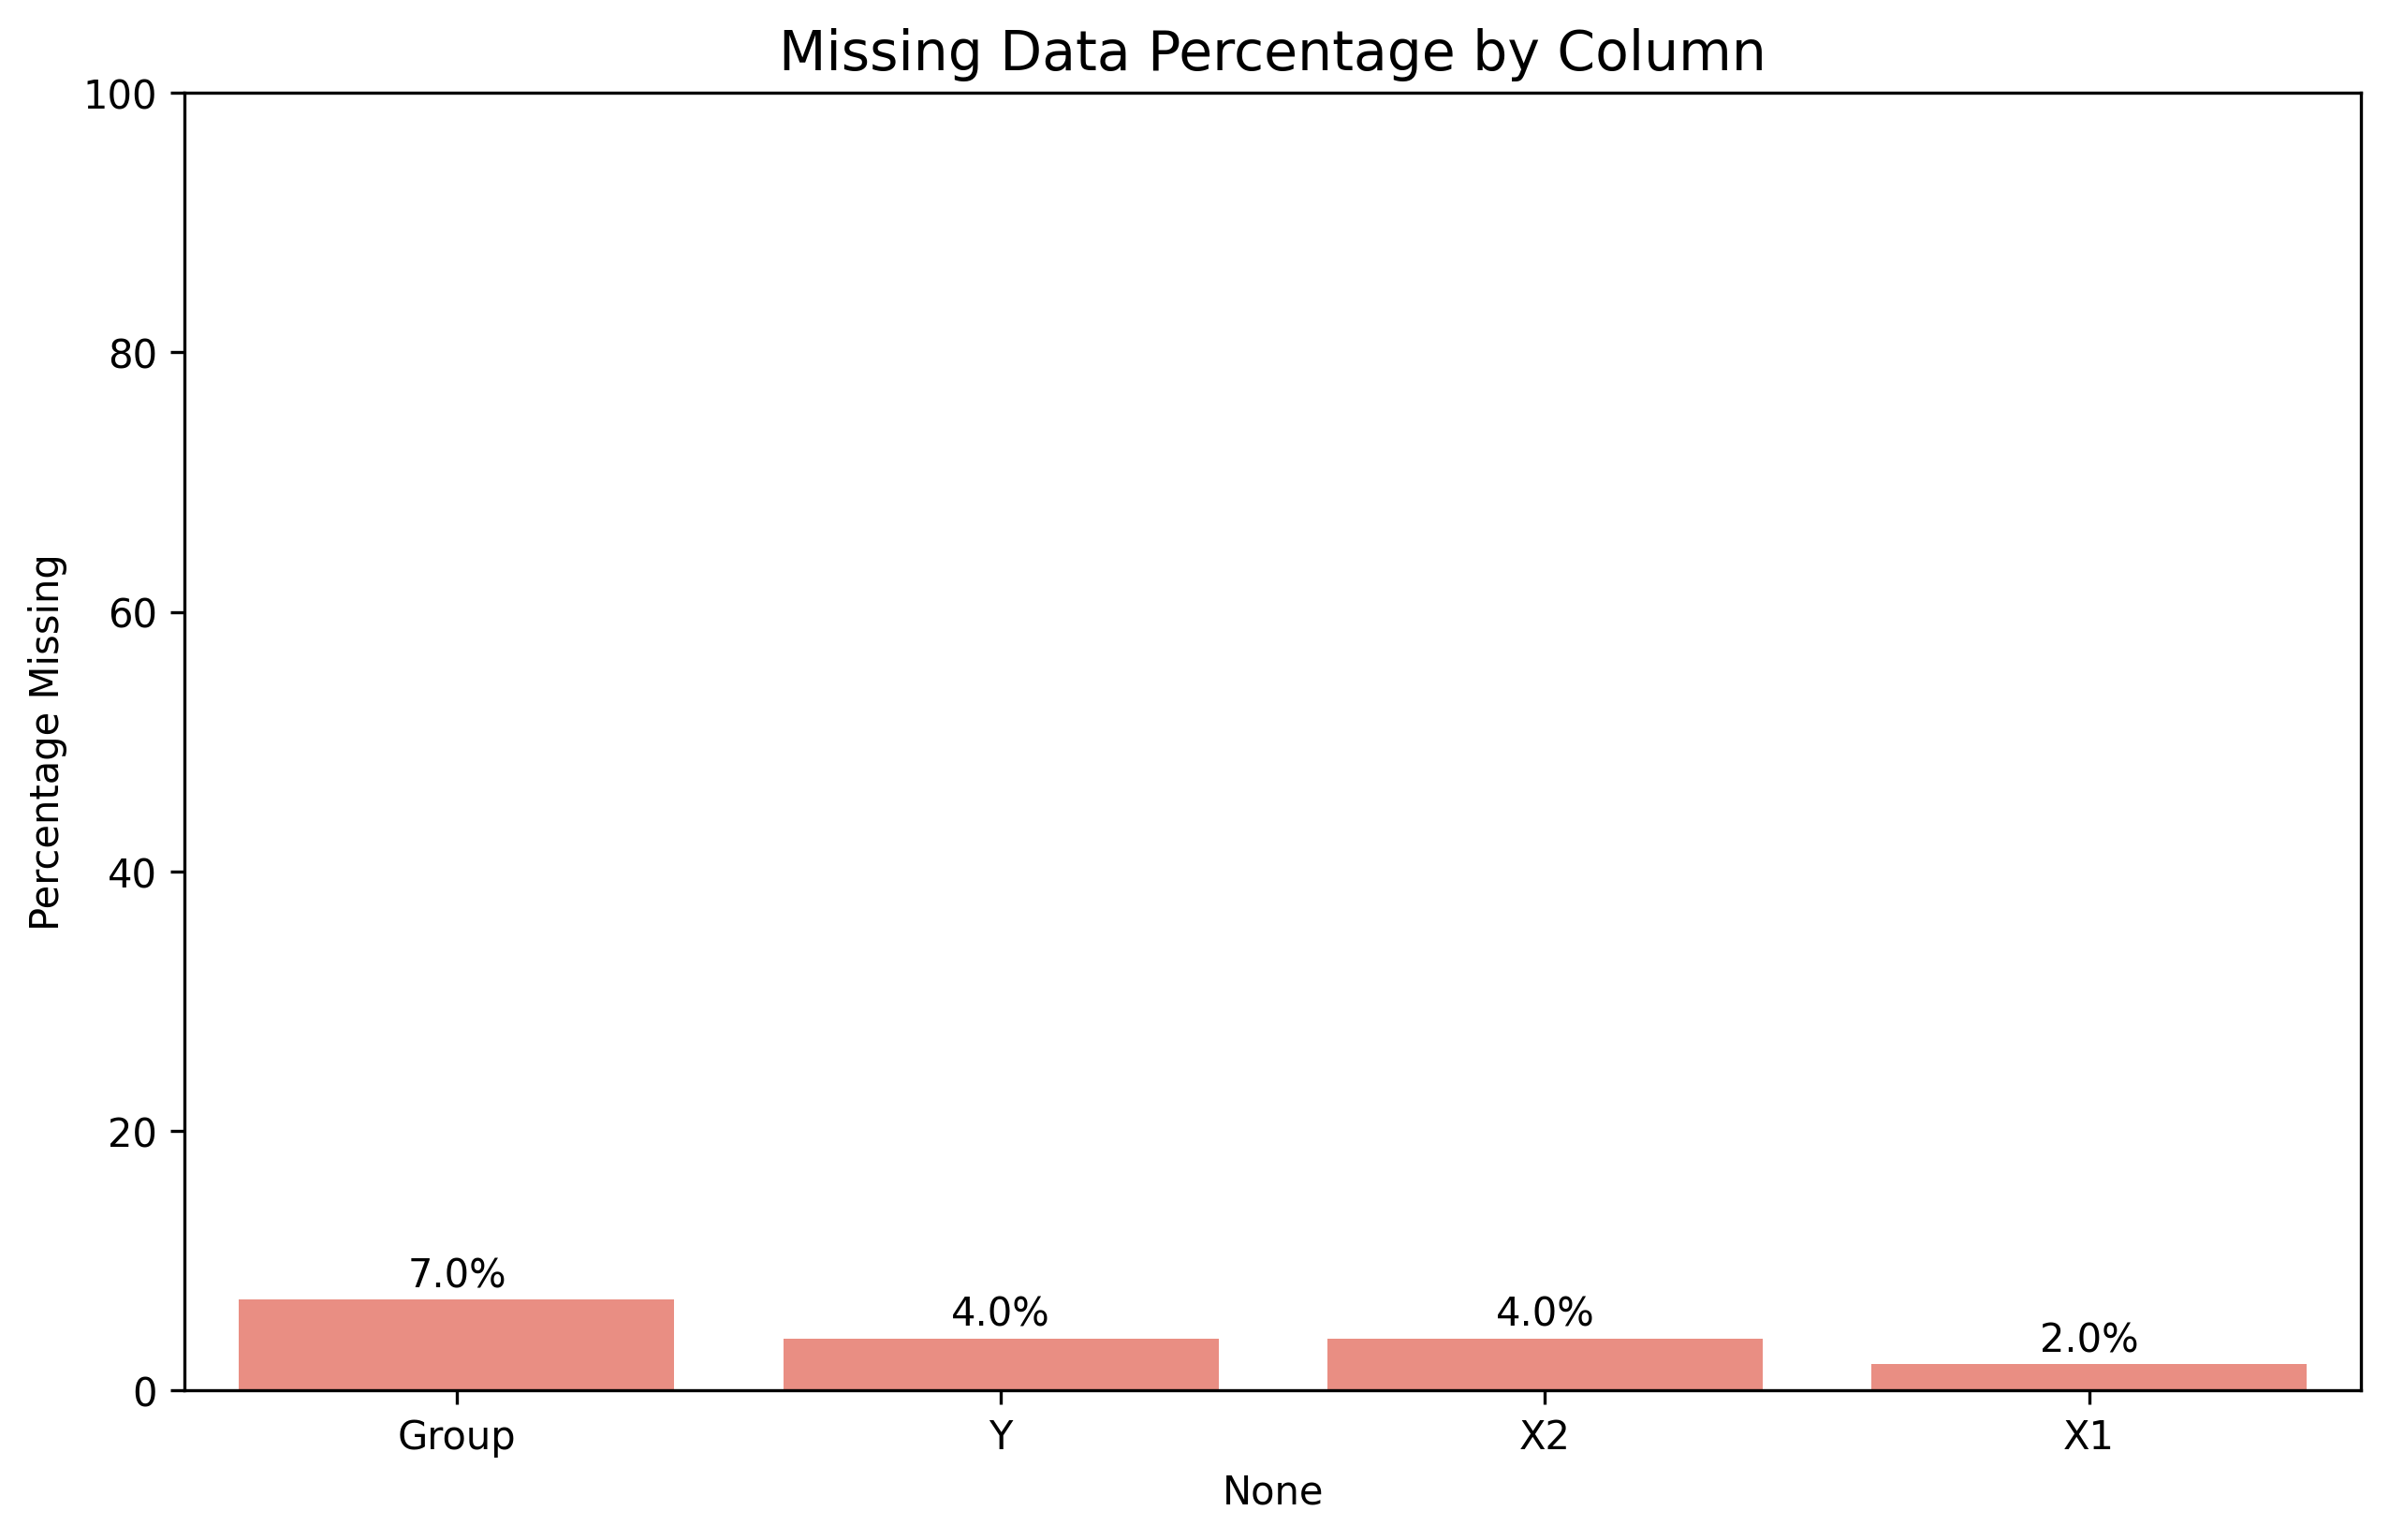 Missing Data Percentage by Column
100
80
60
40
20
0
Percentage Missing
7.0%
4.0%
4.0%
2.0%
Group
Y
X2
X1
None